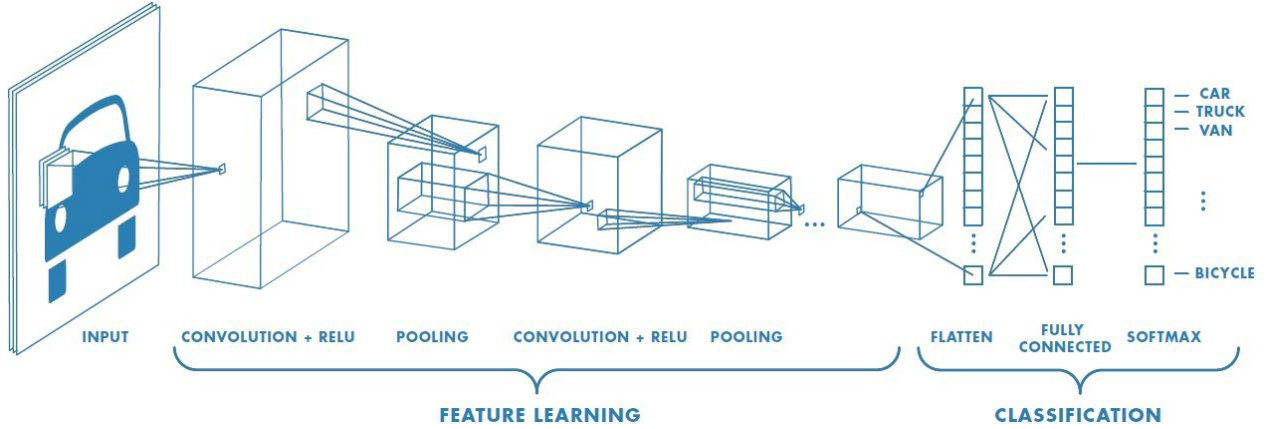 CAR
TRUCK
VAN
BICYCLE
INPUT
CONVOLUTION + RELU
POOLING
CONVOLUTION + RELU
POOLING
FLATTEN
FULLY
CONNECTED
SOFTMAX
FEATURE LEARNING
CLASSIFICATION